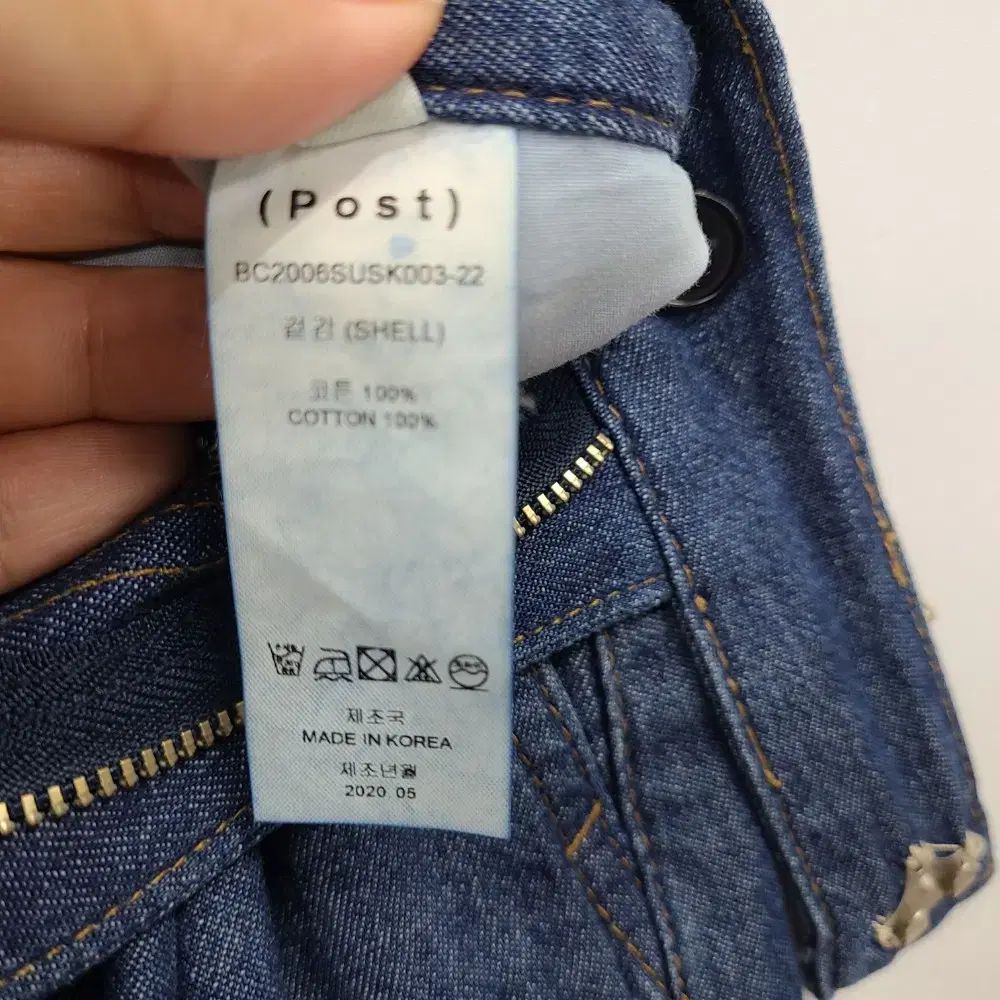 (Post)
BC2006SUSK003-22
겉감 (SHELL)
코튼 100%
COTTON 100%
제조국
MADE IN KOREA
제조년월
2020 05